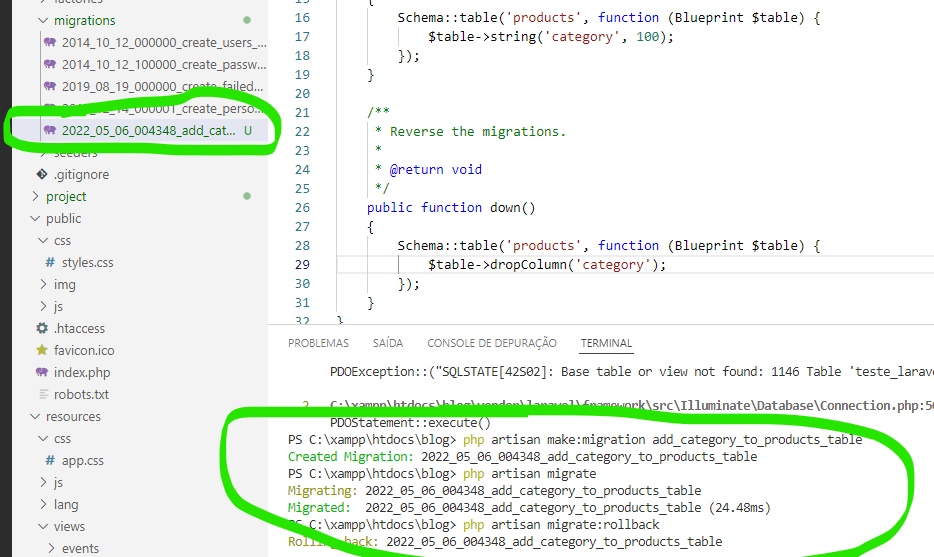 factories
migrations
2014_10_12_000000_create_users_...
2014_10_12_100000_create_passw...
2019_08_19_000000_create_failed...
_14_000001_create_perso...
2022_05_06_004348_add_cat... U
seeders
.gitignore
project
public
css
# styles.css
img
js
.htaccess
favicon.ico
index.php
robots.txt
resources
css
# app.css
js
lang
views
events
15 {
16 Schema::table('products', function (Blueprint $table) {
17 $table->string('category', 100);
18 });
19 }
20
21 /**
22 * Reverse the migrations.
23 *
24 * @return void
25 */
26 public function down()
27 {
28 Schema::table('products', function (Blueprint $table) {
29 $table->dropColumn('category');
30 });
31 }
32 }
PROBLEMAS SAÍDA CONSOLE DE DEPURAÇÃO TERMINAL
PDOException::("SQLSTATE[42S02]: Base table or view not found: 1146 Table 'teste_larav
2 C:\xampp\htdocs\blog\vendor\laravel\framework\src\Illuminate\Database\Connection.php:50
PDOStatement::execute()
PS C:\xampp\htdocs\blog> php artisan make:migration add_category_to_products_table
Created Migration: 2022_05_06_004348_add_category_to_products_table
PS C:\xampp\htdocs\blog> php artisan migrate
Migrating: 2022_05_06_004348_add_category_to_products_table
Migrated: 2022_05_06_004348_add_category_to_products_table (24.48ms)
PS C:\xampp\htdocs\blog> php artisan migrate:rollback
Rolling back: 2022_05_06_004348_add_category_to_products_table